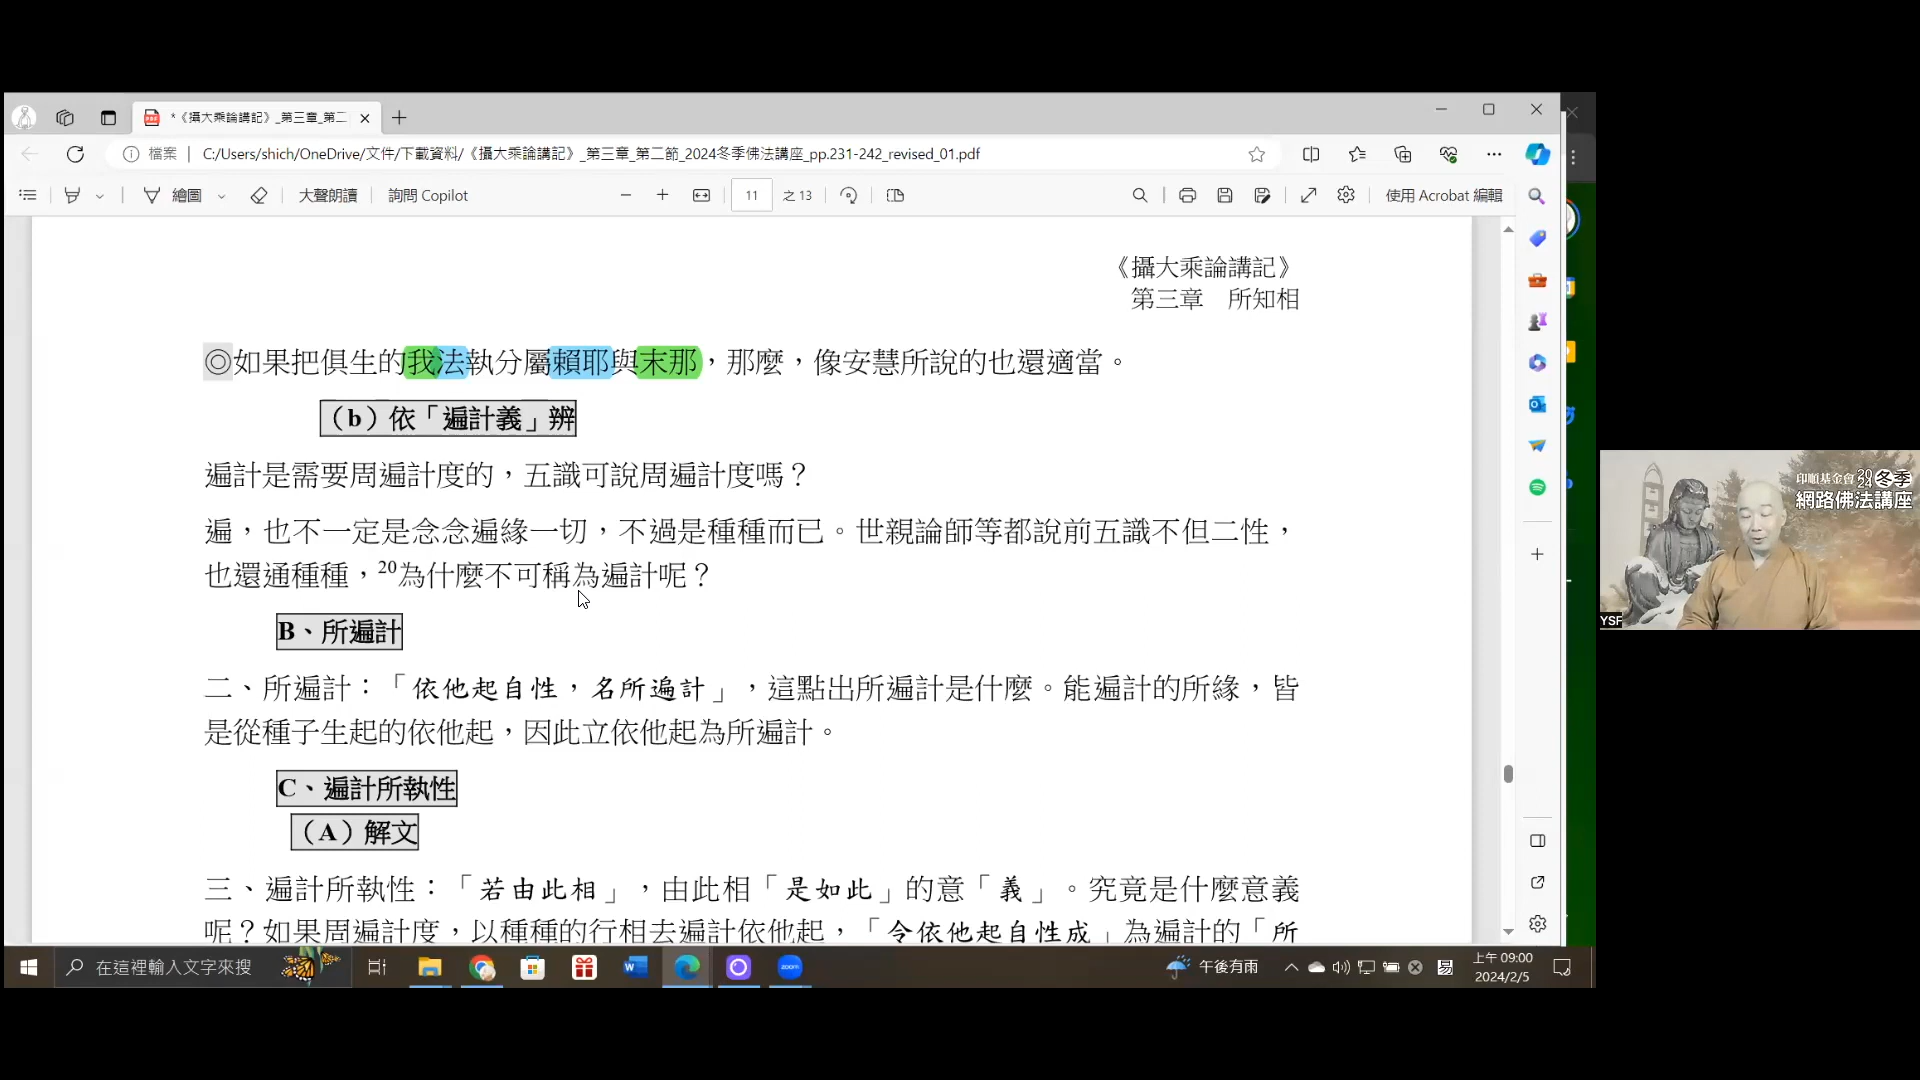 *《攝大乘論講記》_第三章_第二
檔案
C:/Users/shich/OneDrive/文件/下載資料/《攝大乘論講記》_第三章_第二節_2024冬季佛法講座_pp.231-242_revised_01.pdf
繪圖
大聲朗讀
詢問 Copilot
11
之 13
使用 Acrobat 編輯
《攝大乘論講記》
第三章　所知相
◎如果把俱生的我法執分屬賴耶與末那，那麼，像安慧所說的也還適當。
（b）依「遍計義」辨
遍計是需要周遍計度的，五識可說周遍計度嗎？
遍，也不一定是念念遍緣一切，不過是種種而已。世親論師等都說前五識不但二性，
也還通種種，20為什麼不可稱為遍計呢？
B、所遍計
二、所遍計：「依他起自性，名所遍計」，這點出所遍計是什麼。能遍計的所緣，皆
是從種子生起的依他起，因此立依他起為所遍計。
C、遍計所執性
（A）解文
三、遍計所執性：「若由此相」，由此相「是如此」的意「義」。究竟是什麼意義
呢？如果周遍計度，以種種的行相去遍計依他起，「令依他起自性成」為遍計的「所
印順基金會 2024 冬季
網路佛法講座
YSF
在這裡輸入文字來搜
zoom
午後有雨
上午 09:00
2024/2/5